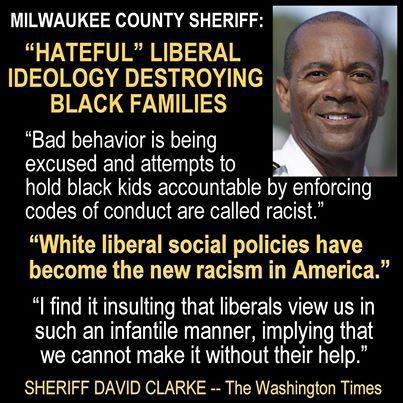 MILWAUKEE COUNTY SHERIFF:
“HATEFUL” LIBERAL
IDEOLOGY DESTROYING
BLACK FAMILIES
“Bad behavior is being
excused and attempts to
hold black kids accountable by enforcing
codes of conduct are called racist.”
“White liberal social policies have
become the new racism in America.”
“I find it insulting that liberals view us in
such an infantile manner, implying that
we cannot make it without their help.”
SHERIFF DAVID CLARKE -- The Washington Times